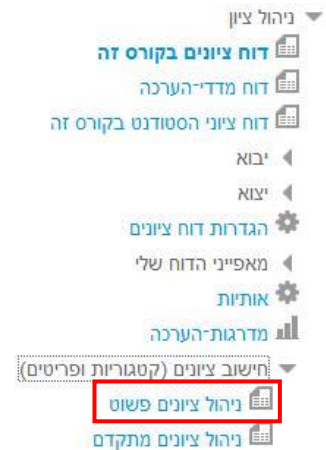 ניהול ציון
דוח ציונים בקורס זה
דוח מדדי־הערכה
דוח ציוני הסטודנט בקורס זה
יבוא
יצוא
הגדרות דוח ציונים
מאפייני הדוח שלי
אותיות
מדרגות־הערכה
חישוב ציונים (קטגוריות ופריטים)
ניהול ציונים פשוט
ניהול ציונים מתקדם